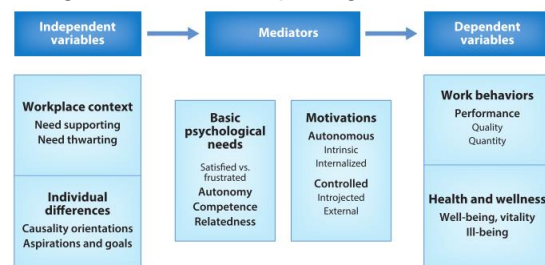 Independent
variables
Mediators
Dependent
variables
Workplace context
Need supporting
Need thwarting
Individual
differences
Causality orientations
Aspirations and goals
Basic
psychological
needs
Satisfied vs.
frustrated
Autonomy
Competence
Relatedness
Motivations
Autonomous
Intrinsic
Internalized
Controlled
Introjected
External
Work behaviors
Performance
Quality
Quantity
Health and wellness
Well-being, vitality
Ill-being